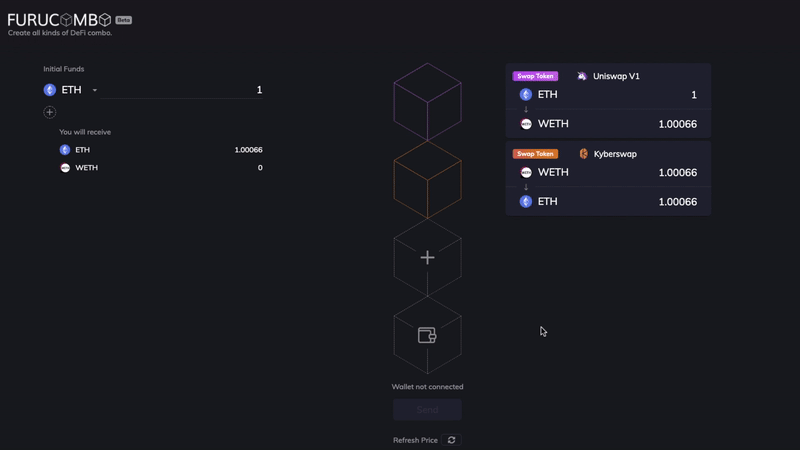 FURUCOMBO Beta
Create all kinds of DeFi combo.
Initial Funds
ETH 1
You will receive
ETH 1.00066
WETH 0
Swap Token Uniswap V1
ETH 1
WETH 1.00066
Swap Token Kyberswap
WETH 1.00066
ETH 1.00066
Wallet not connected
Send
Refresh Price